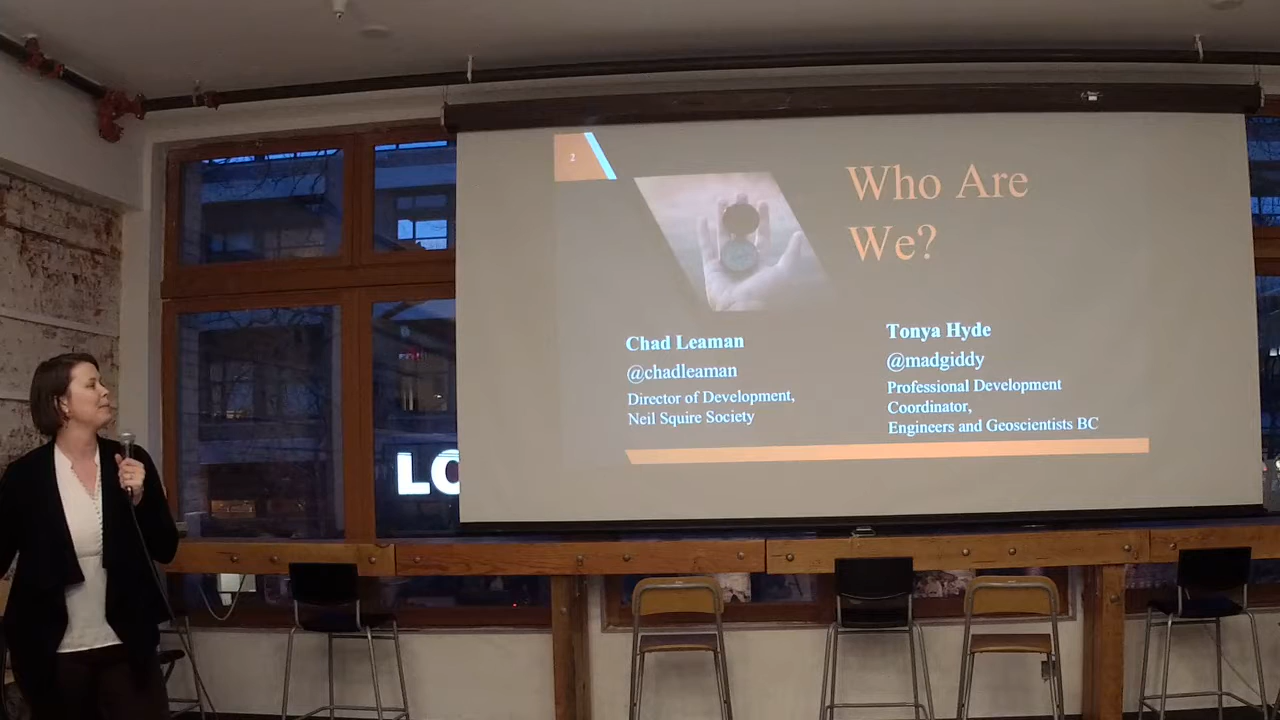 2
Who Are
We?
Chad Leaman
@chadleaman
Director of Development,
Neil Squire Society
Tonya Hyde
@madgiddy
Professional Development
Coordinator,
Engineers and Geoscientists BC
LO